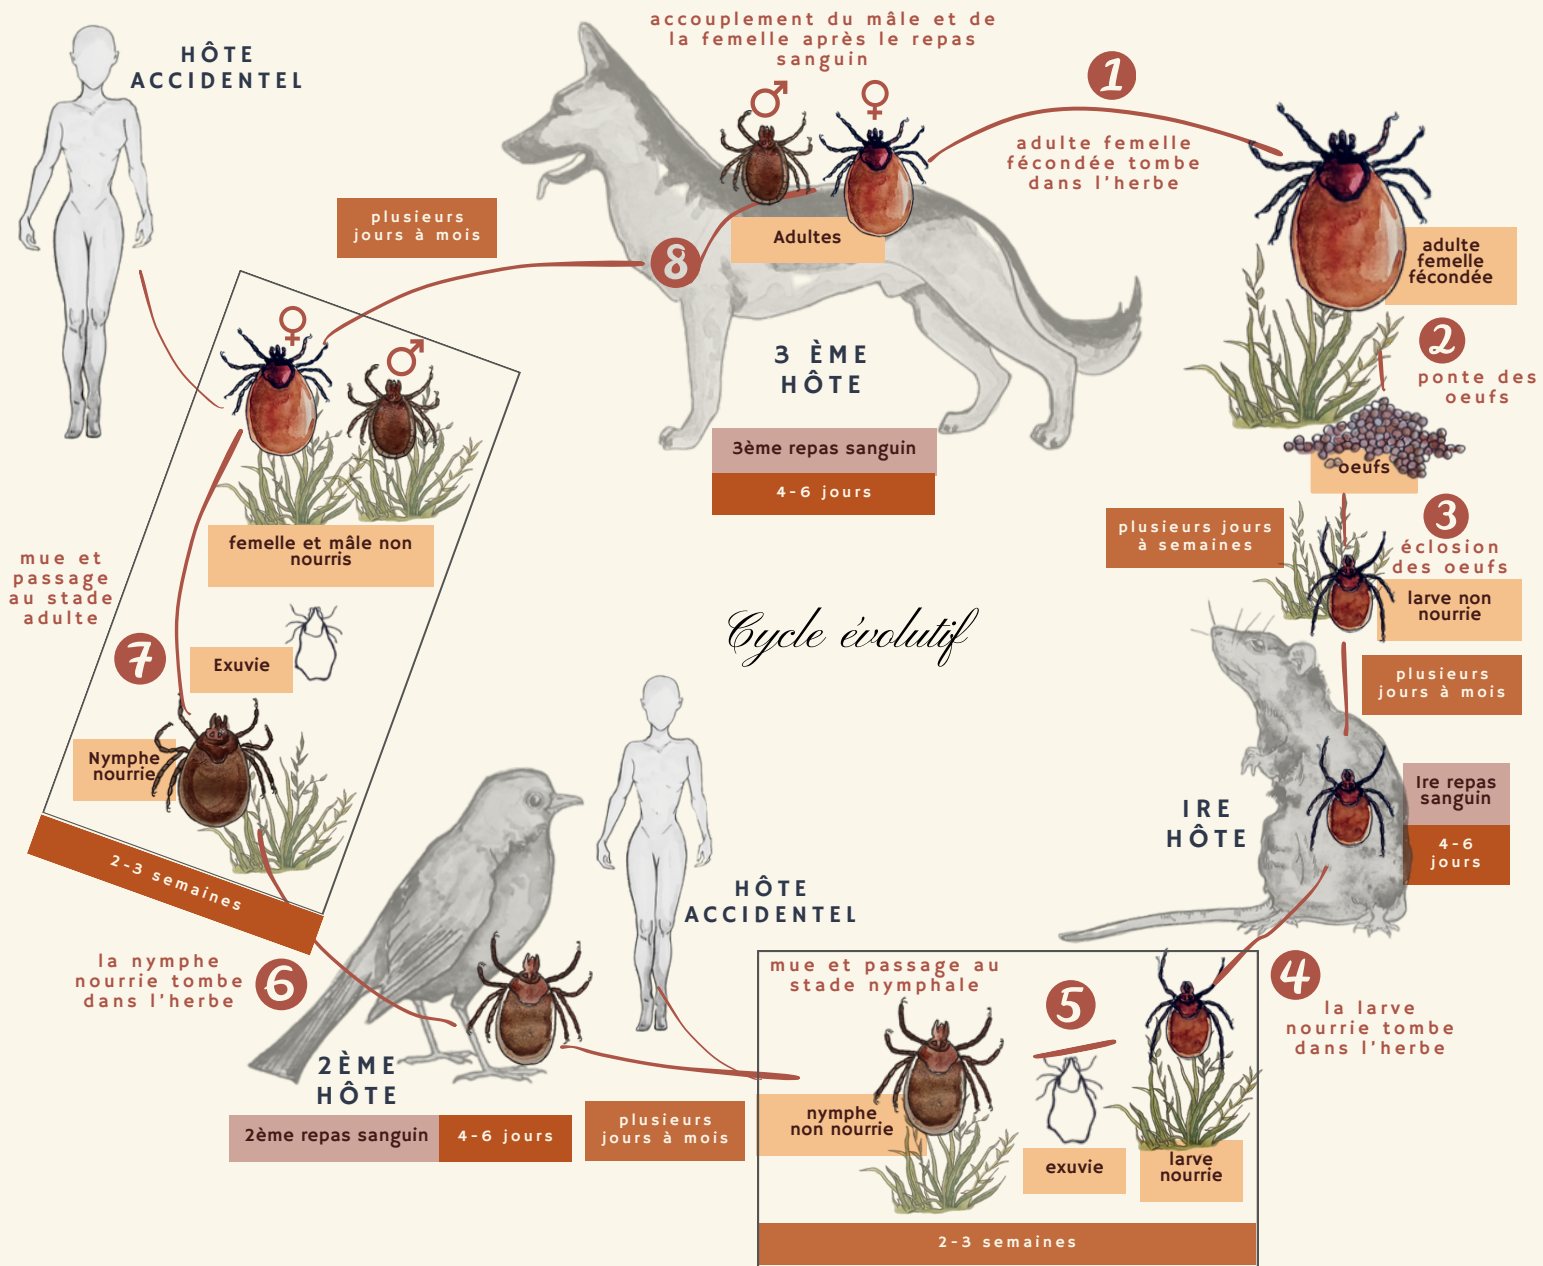 accouplement du mâle et de
la femelle après le repas
sanguin
HÔTE
ACCIDENTEL
1
adulte femelle
fécondée tombe
dans l'herbe
plusieurs
jours à mois
8
Adultes
adulte
femelle
fécondée
2
ponte des
oeufs
3 ÈME
HÔTE
3ème repas sanguin
4-6 jours
oeufs
3
éclosion
des oeufs
plusieurs jours
à semaines
larve non
nourrie
femelle et mâle non
nourris
mue et
passage
au stade
adulte
7
Exuvie
Cycle évolutif
plusieurs
jours à mois
Nymphe
nourrie
IRE
HÔTE
Ire repas
sanguin
4-6
jours
2-3 semaines
HÔTE
ACCIDENTEL
la nymphe
nourrie tombe
dans l'herbe
6
mue et passage au
stade nymphale
5
4
la larve
nourrie tombe
dans l'herbe
2ÈME
HÔTE
2ème repas sanguin
4-6 jours
plusieurs
jours à mois
nymphe
non nourrie
exuvie
larve
nourrie
2-3 semaines